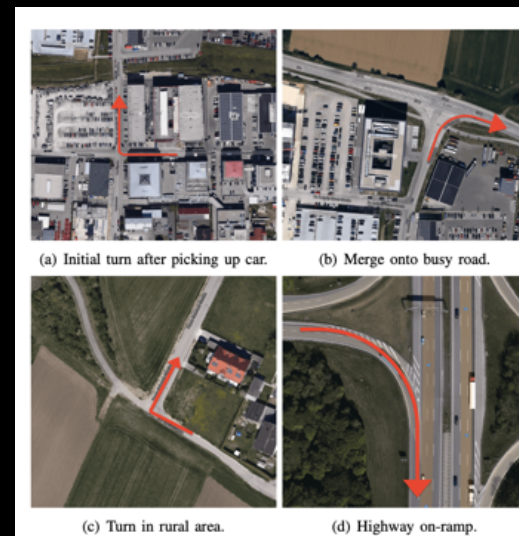 (a) Initial turn after picking up car.
(b) Merge onto busy road.
(c) Turn in rural area.
(d) Highway on-ramp.